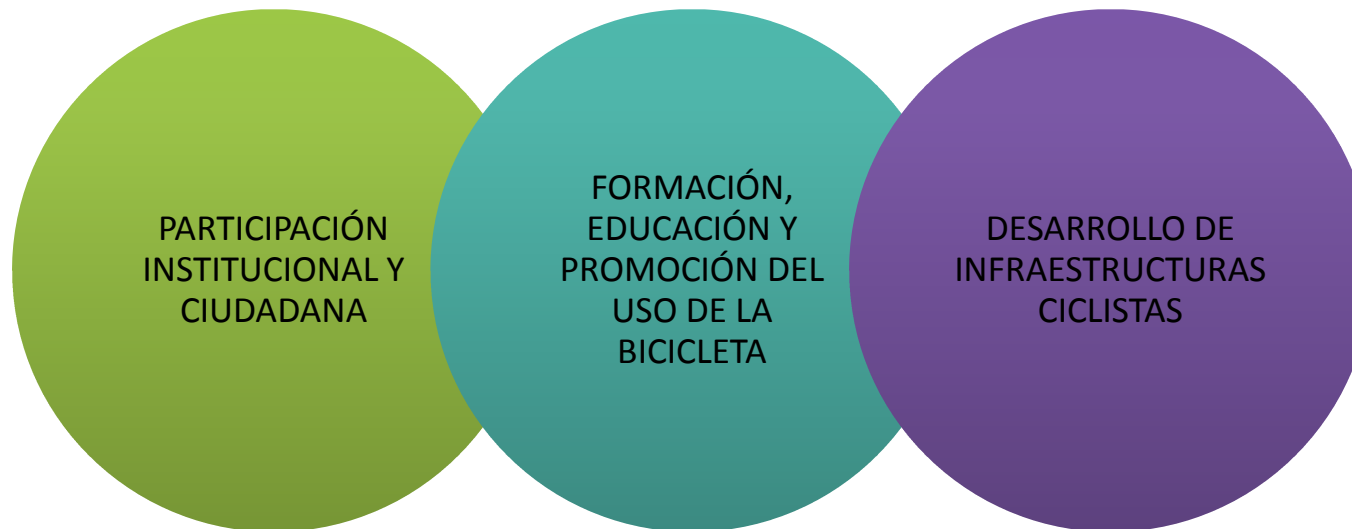 PARTICIPACIÓN
INSTITUCIONAL Y
CIUDADANA
FORMACIÓN,
EDUCACIÓN Y
PROMOCIÓN DEL
USO DE LA
BICICLETA
DESARROLLO DE
INFRAESTRUCTURAS
CICLISTAS